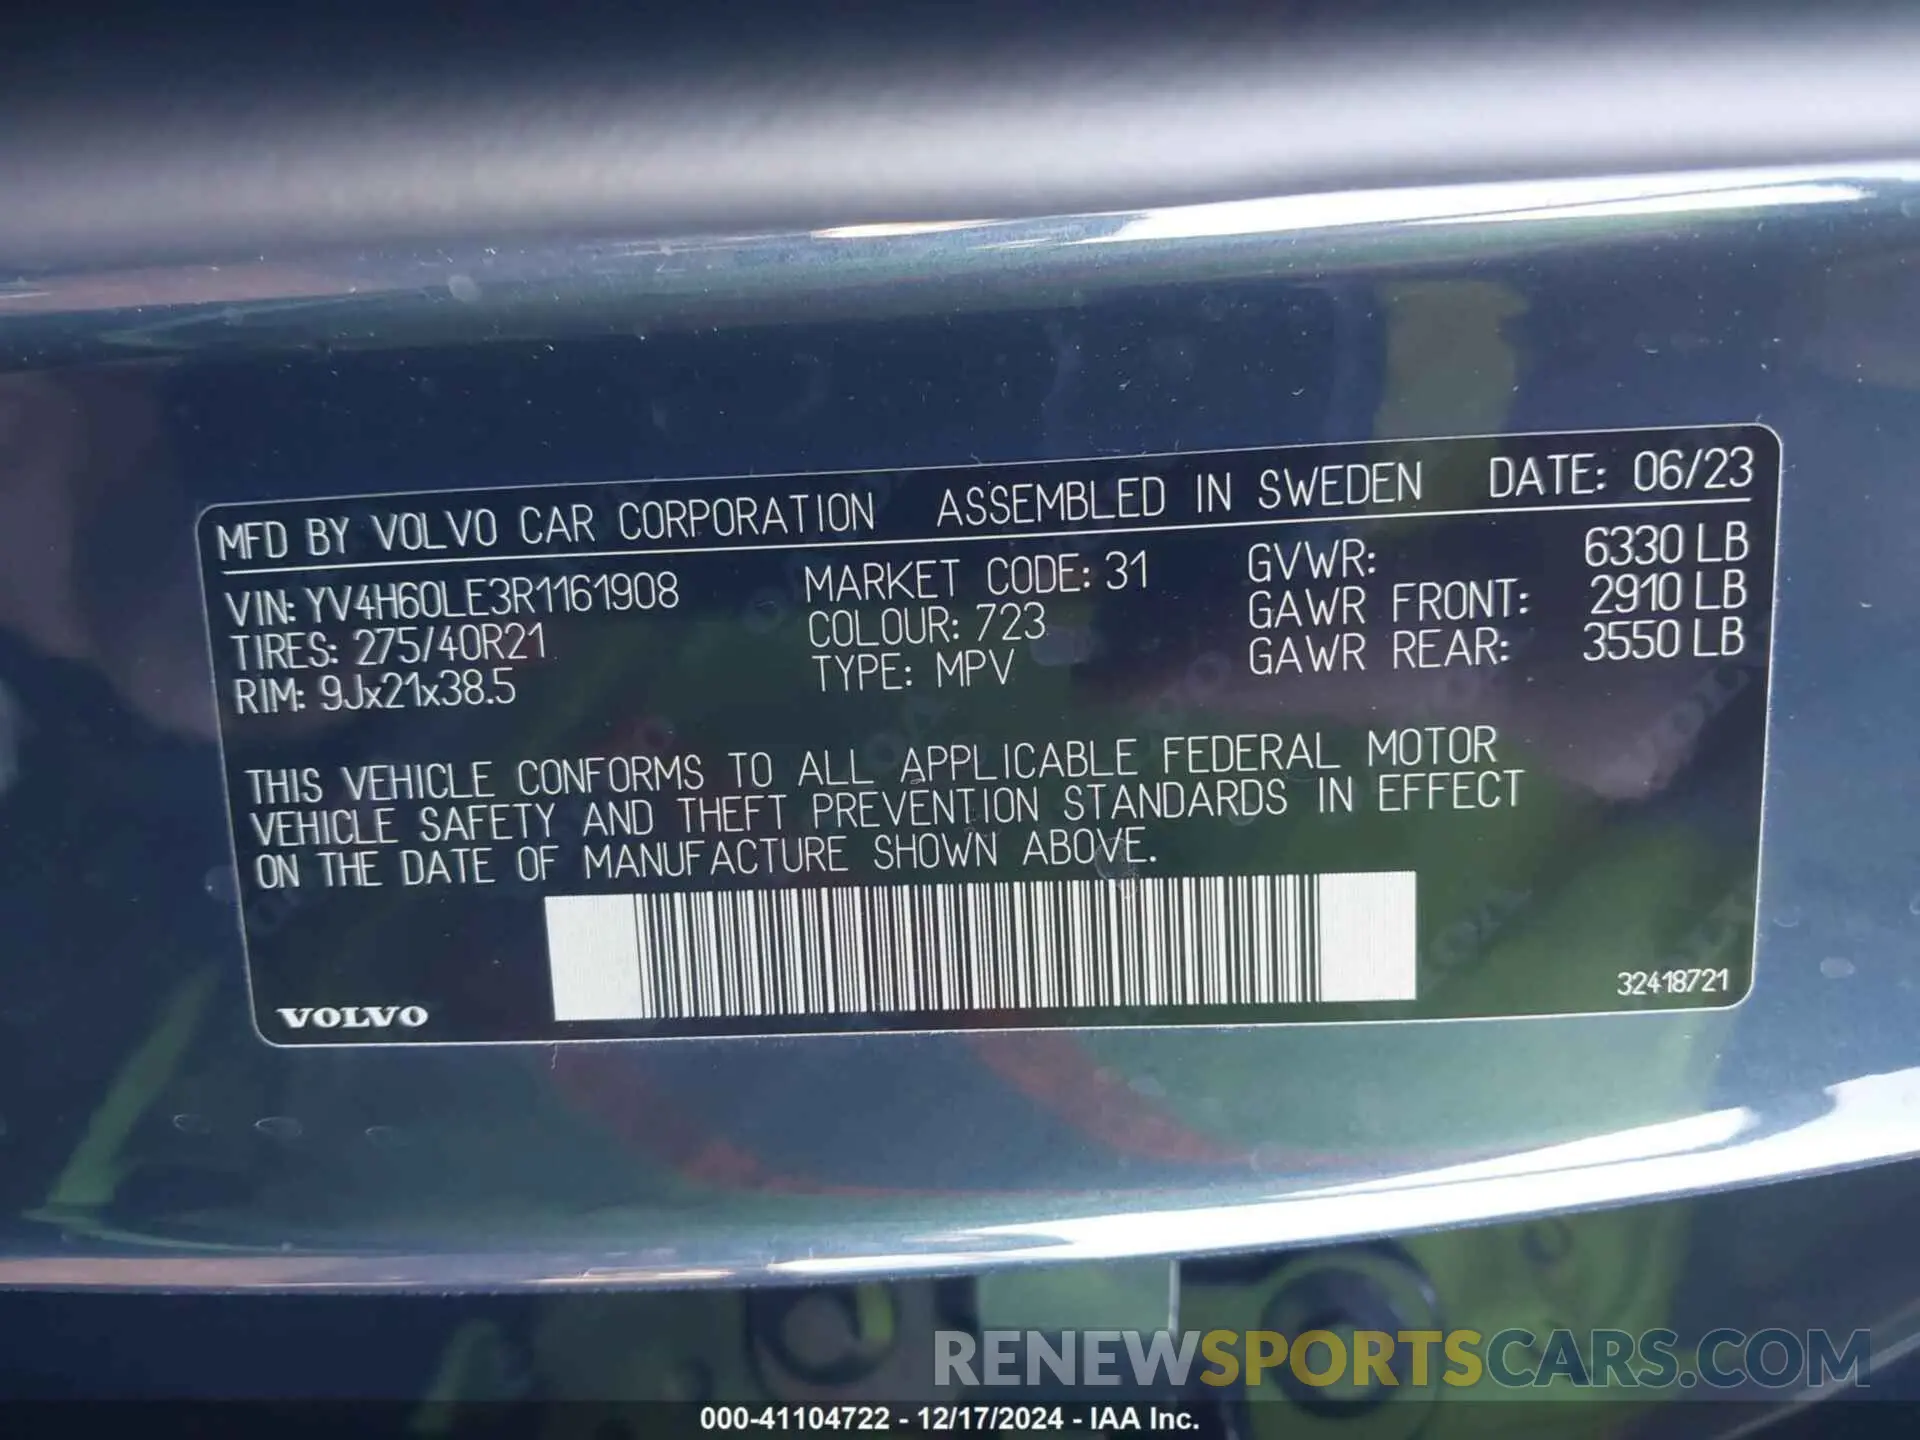 MFD BY VOLVO CAR CORPORATION ASSEMBLED IN SWEDEN DATE: 06/23
VIN: YV4H60LE3R1161908 MARKET CODE: 31 GVWR: 6330 LB
TIRES: 275/40R21 COLOUR: 723 GAWR FRONT: 2910 LB
RIM: 9Jx21x38.5 TYPE: MPV GAWR REAR: 3550 LB
THIS VEHICLE CONFORMS TO ALL APPLICABLE FEDERAL MOTOR
VEHICLE SAFETY AND THEFT PREVENTION STANDARDS IN EFFECT
ON THE DATE OF MANUFACTURE SHOWN ABOVE.
VOLVO 32418721
RENEWSPORTSCARS.COM
000-41104722 - 12/17/2024 - IAA Inc.